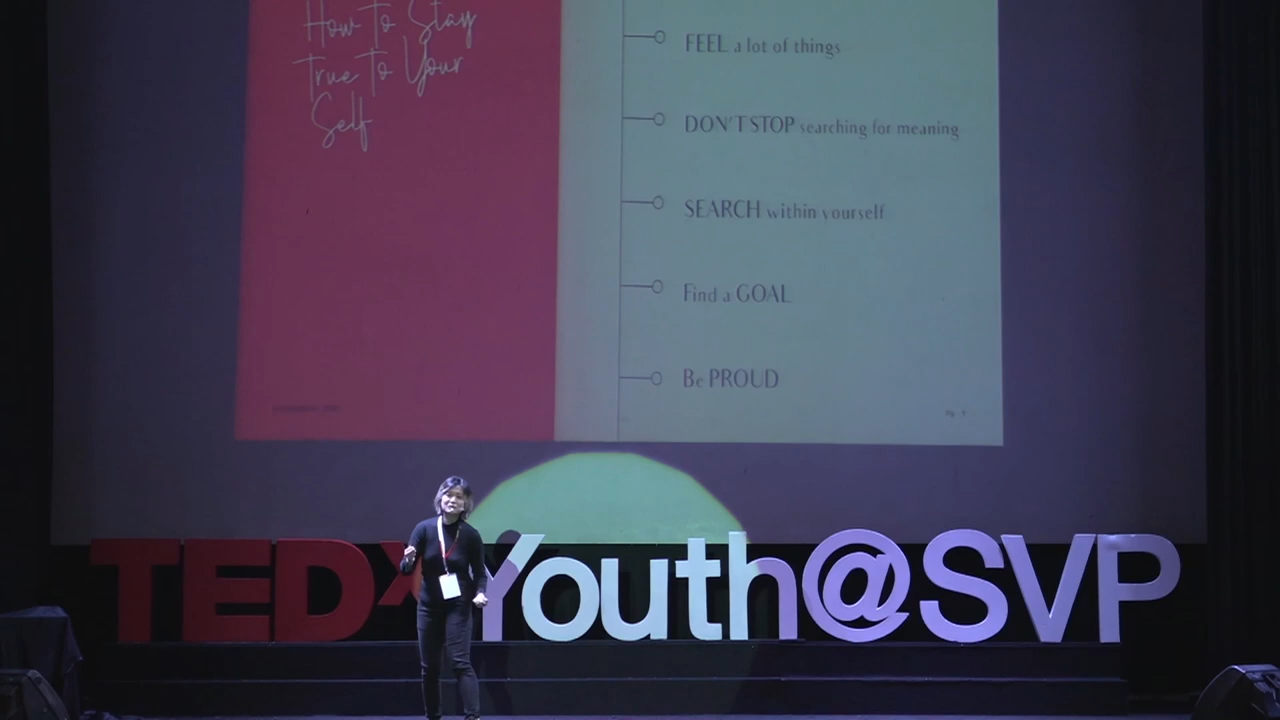 How To Stay
True To Your
Self
FEEL a lot of things
DON'T STOP searching for meaning
SEARCH within yourself
Find a GOAL
Be PROUD
TEDxYouth@SVP